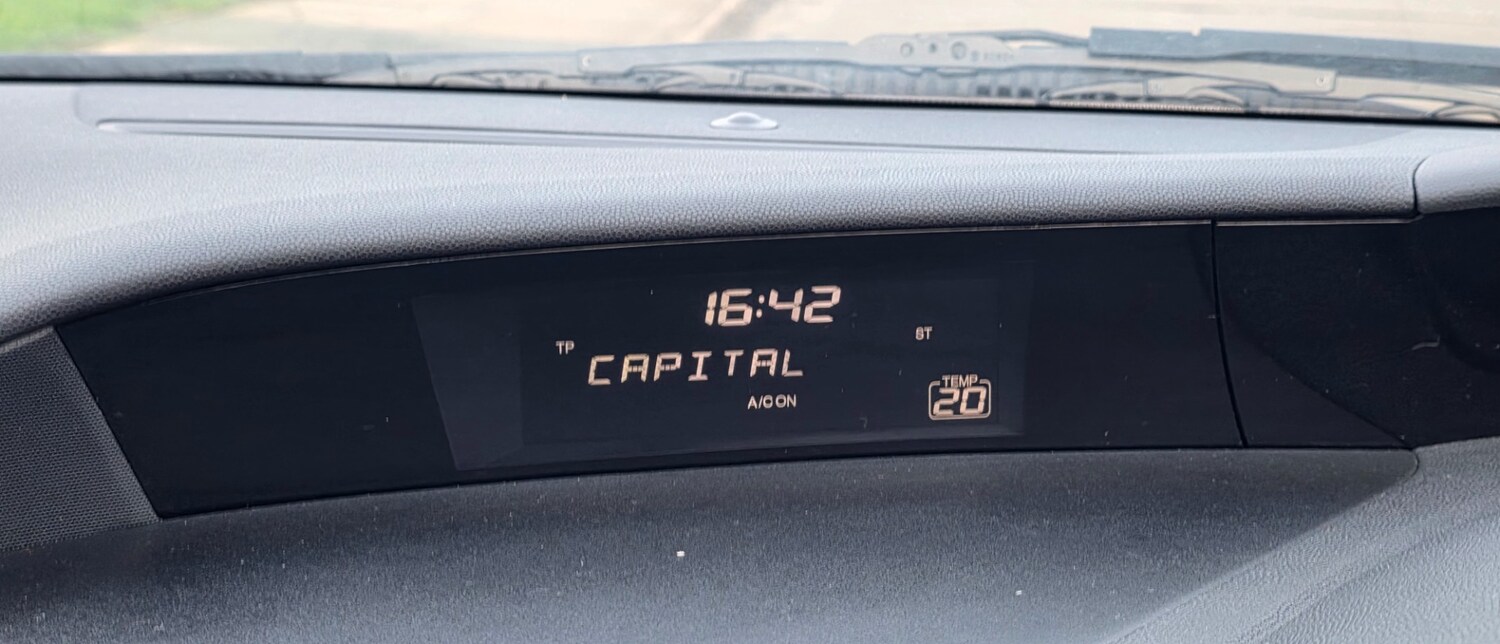 16:42
TP CAPITAL ST
A/C ON
TEMP
20